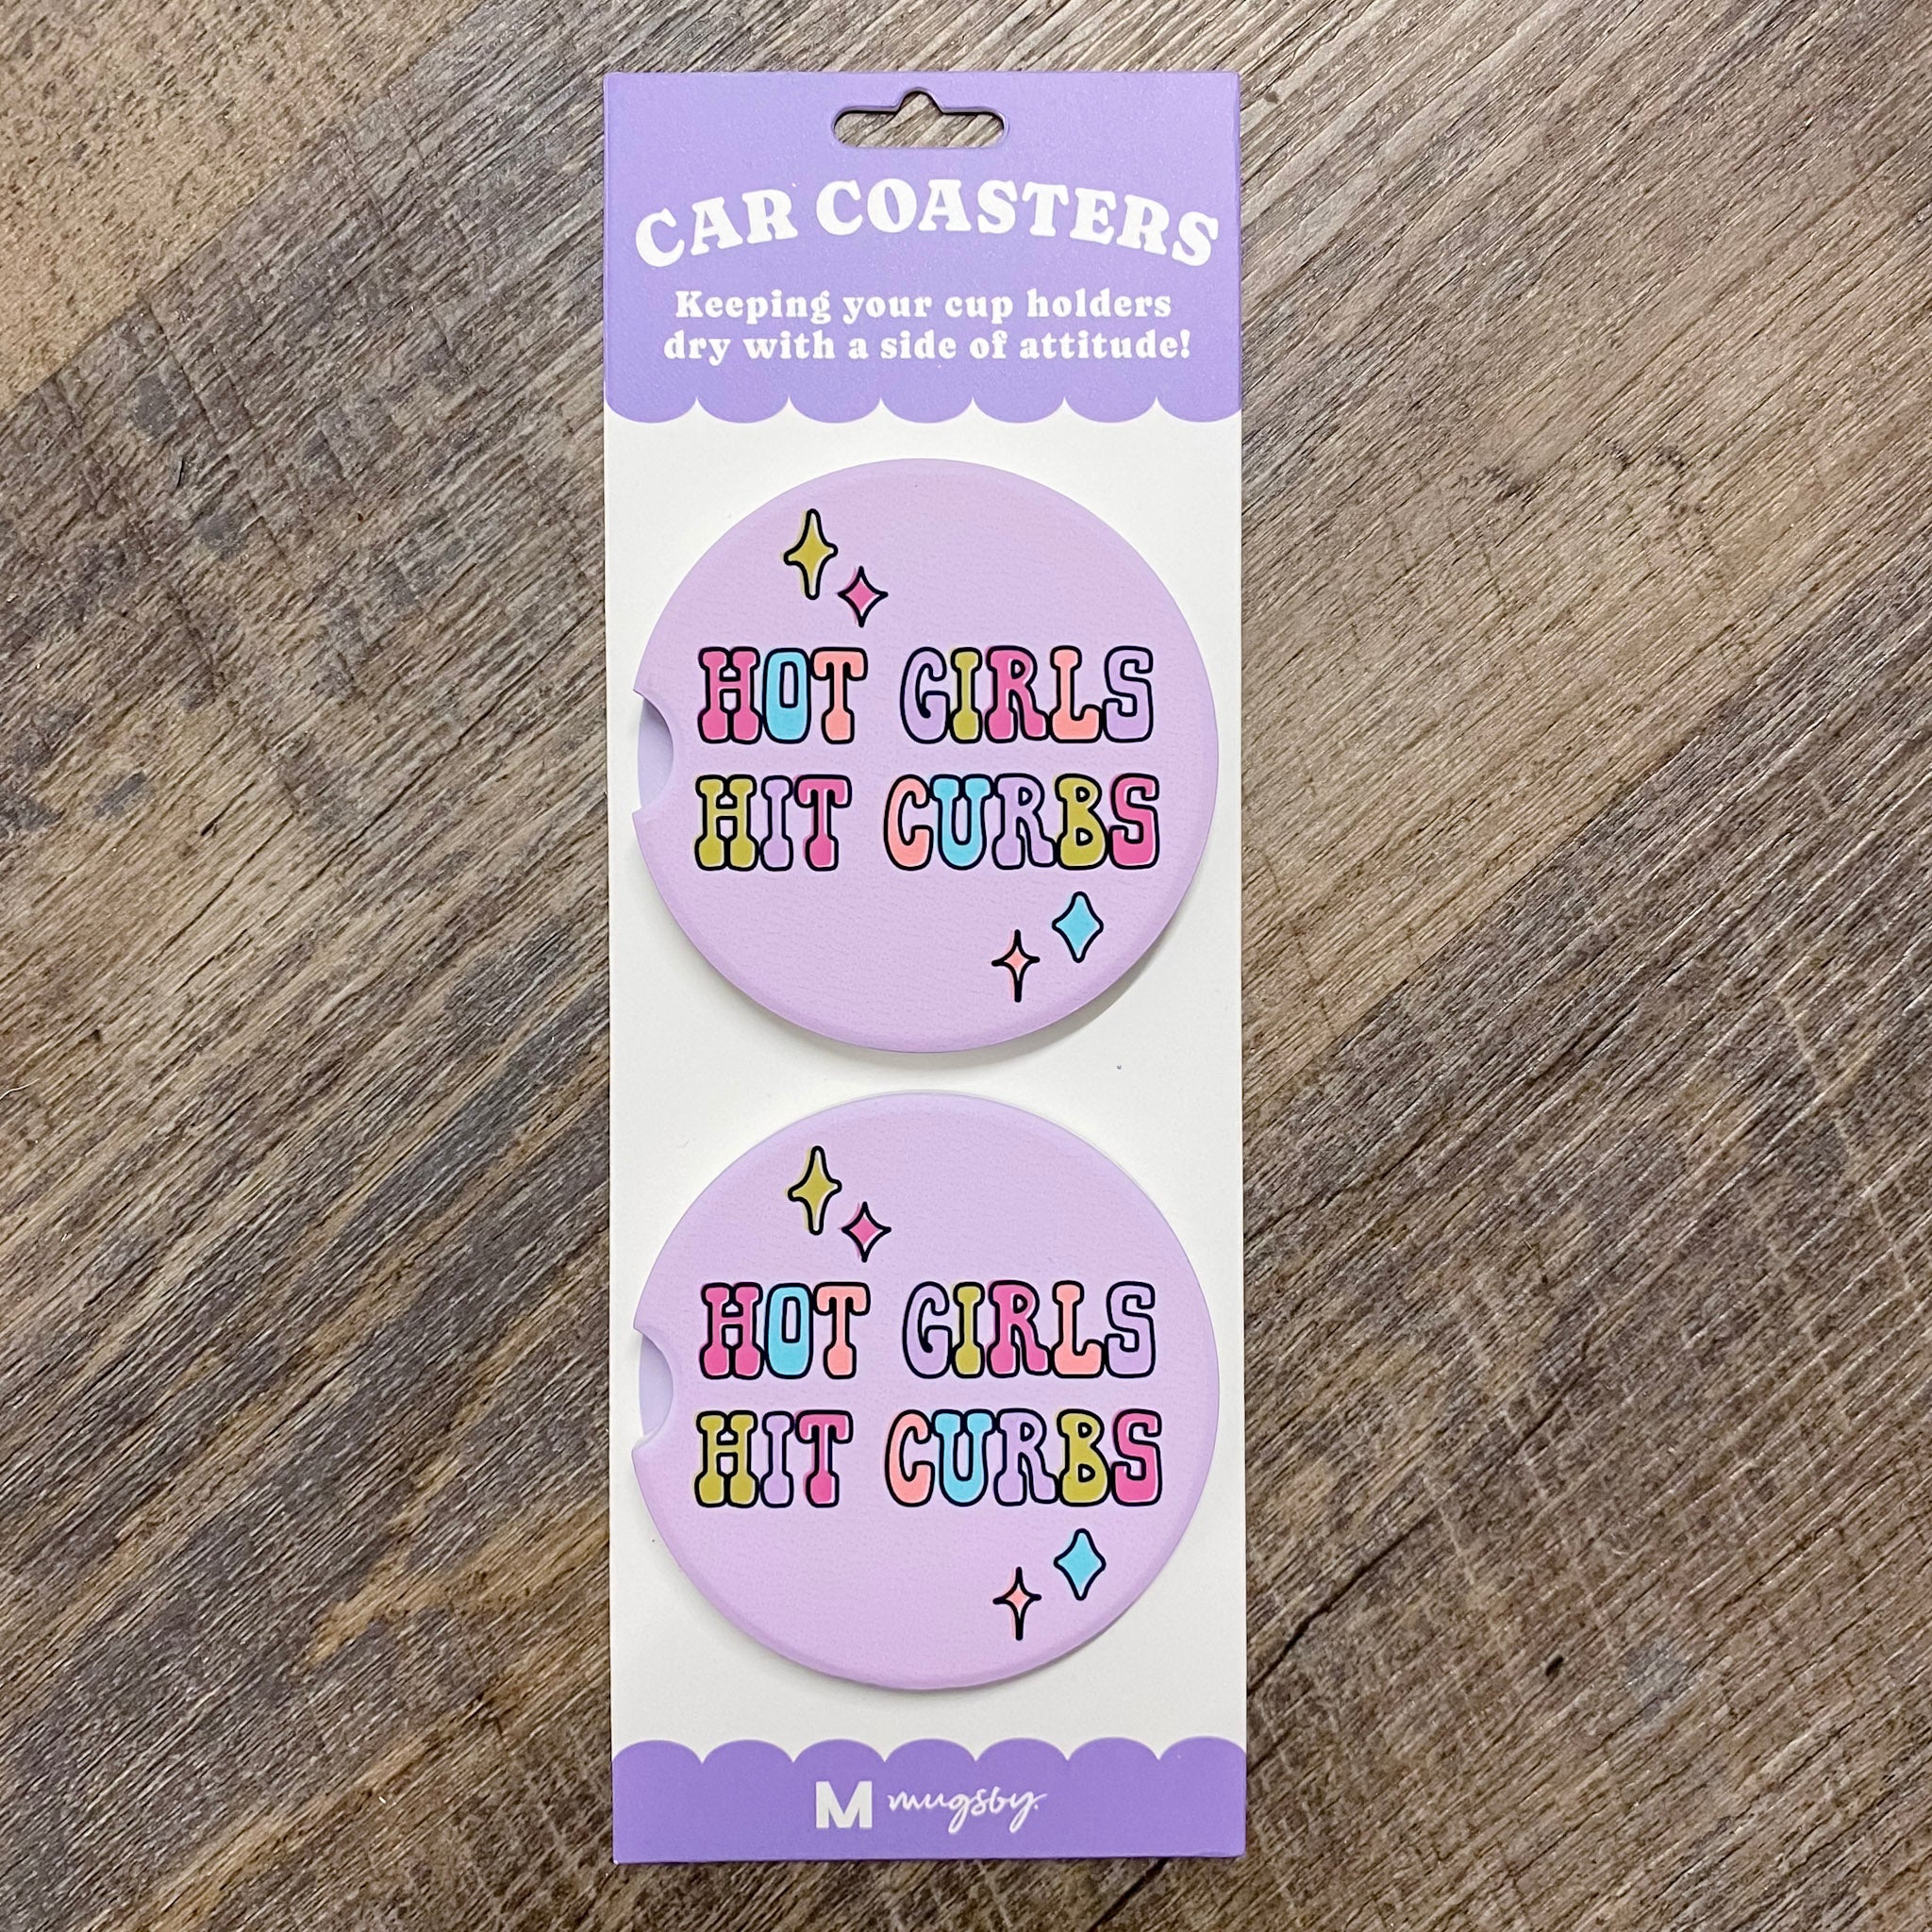 CAR COASTERS
Keeping your cup holders
dry with a side of attitude!
HOT GIRLS
HIT CURBS
HOT GIRLS
HIT CURBS
M mugsby.